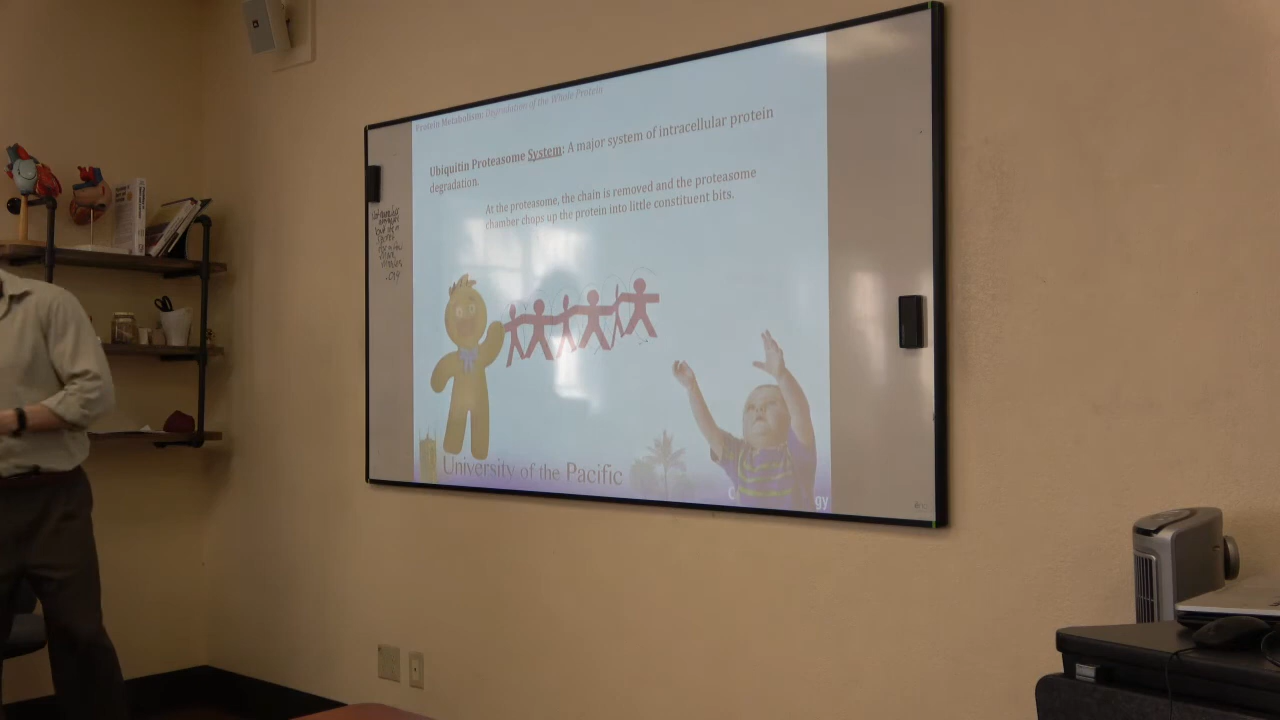 Protein Metabolism: Degradation of the Whole Protein
Ubiquitin Proteasome System: A major system of intracellular protein
degradation.
At the proteasome, the chain is removed and the proteasome
chamber chops up the protein into little constituent bits.
University of the Pacific
gy